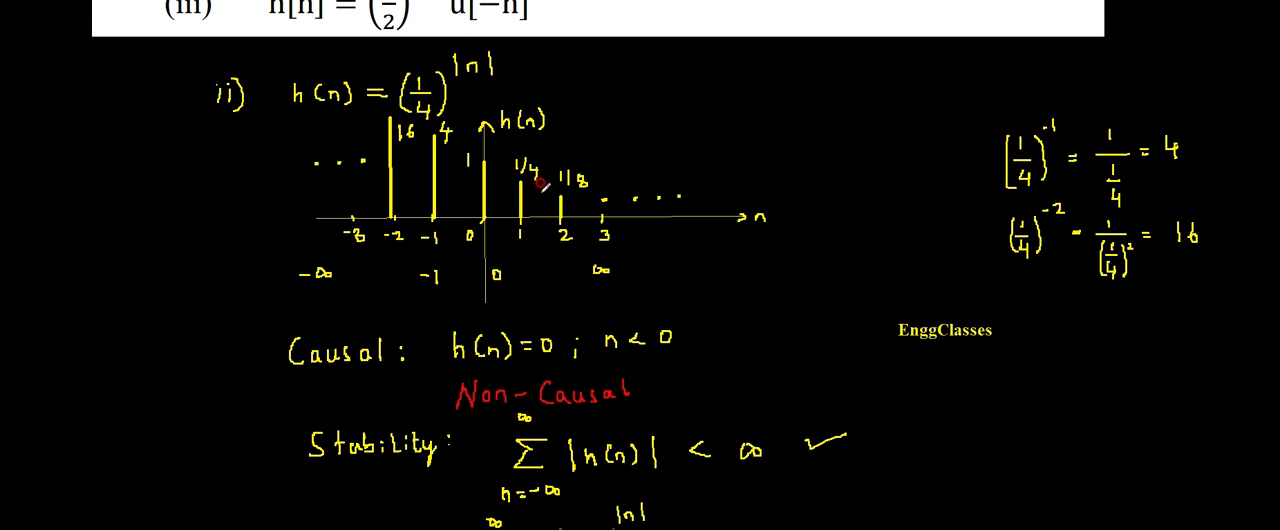 (iii) h[n] = (–/2) u[−n]
ii) h(n) = (1/4)^|n|
h(n)
16 4 1 1/4 1/8
. . . . . . .
-3 -2 -1 0 1 2 3 n
-∞ -1 0 ∞
[1/4)^-1 = 1/(1/4) = 4
(1/4)^-2 = 1/(1/4)^2 = 16
EnggClasses
Causal : h(n) = 0 ; n < 0
Non-Causal
Stability : ∞ Σ n=-∞ |h(n)| < ∞ ✓
∞ |n|